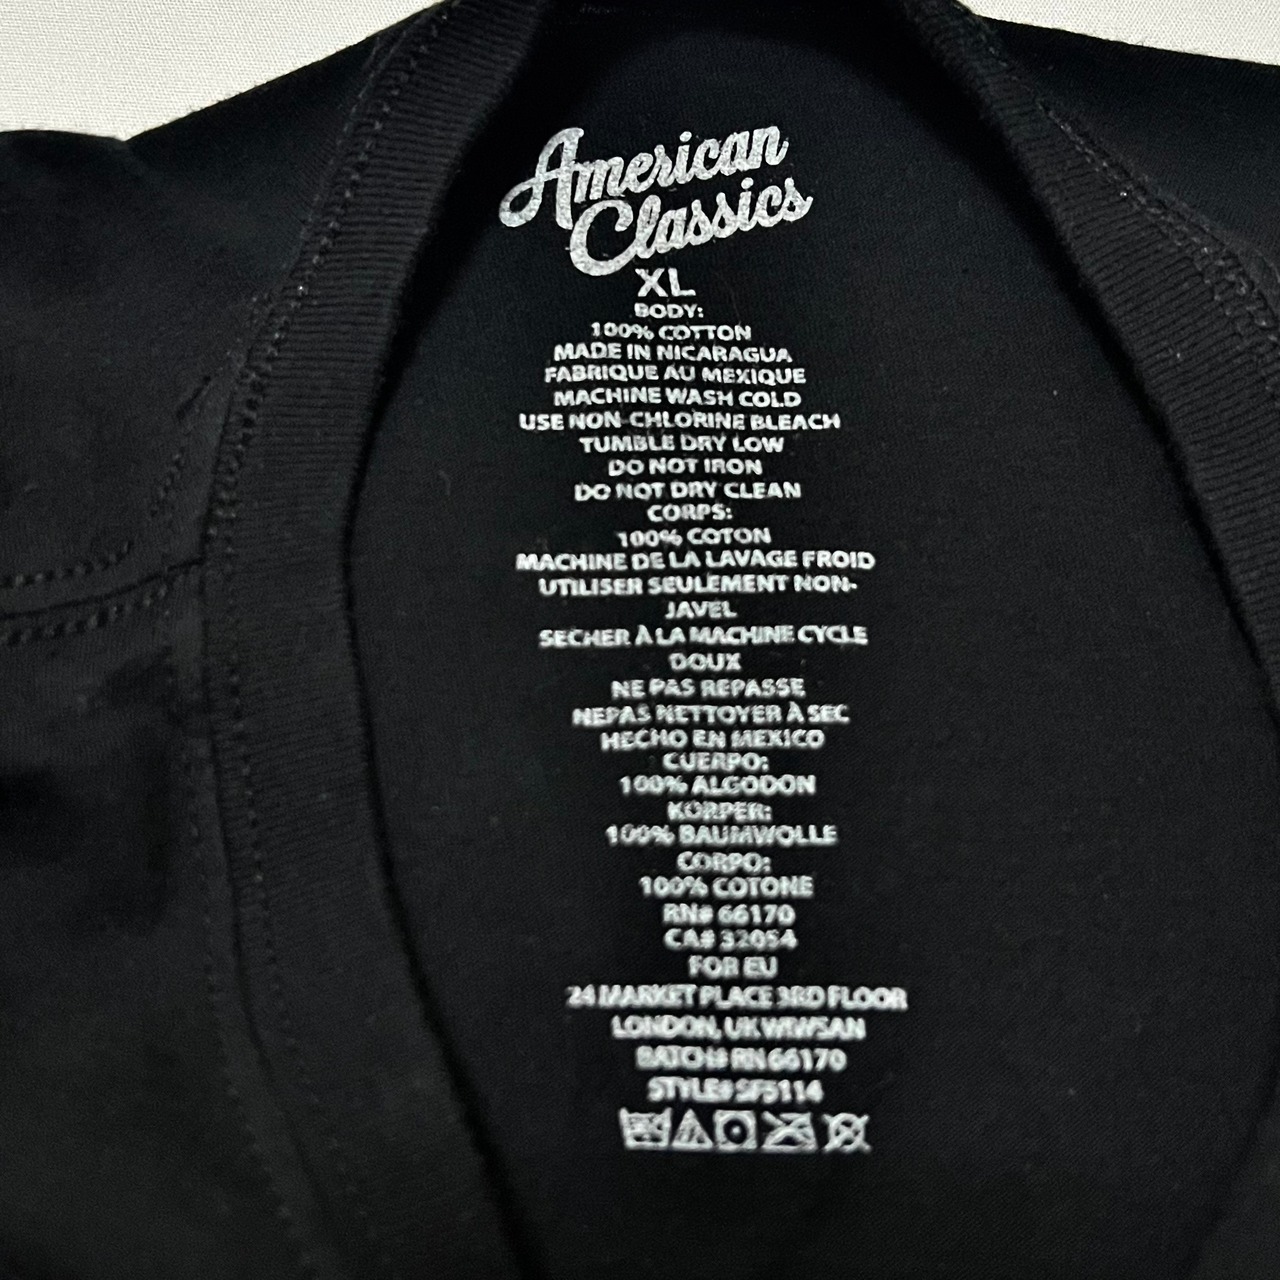 American
Classics
XL
BODY:
100% COTTON
MADE IN NICARAGUA
FABRIQUE AU MEXIQUE
MACHINE WASH COLD
USE NON-CHLORINE BLEACH
TUMBLE DRY LOW
DO NOT IRON
DO NOT DRY CLEAN
CORPS:
100% COTON
MACHINE DE LA LAVAGE FROID
UTILISER SEULEMENT NON-
JAVEL
SECHER À LA MACHINE CYCLE
DOUX
NE PAS REPASSE
NEPAS NETTOYER À SEC
HECHO EN MEXICO
CUERPO:
100% ALGODON
KORPER:
100% BAUMWOLLE
CORPO:
100% COTONE
RN# 66170
CA# 32054
FOR EU
24 MARKET PLACE 3RD FLOOR
LONDON, UK W1W8AN
BATCH# RN 66170
STYLE# SF5114